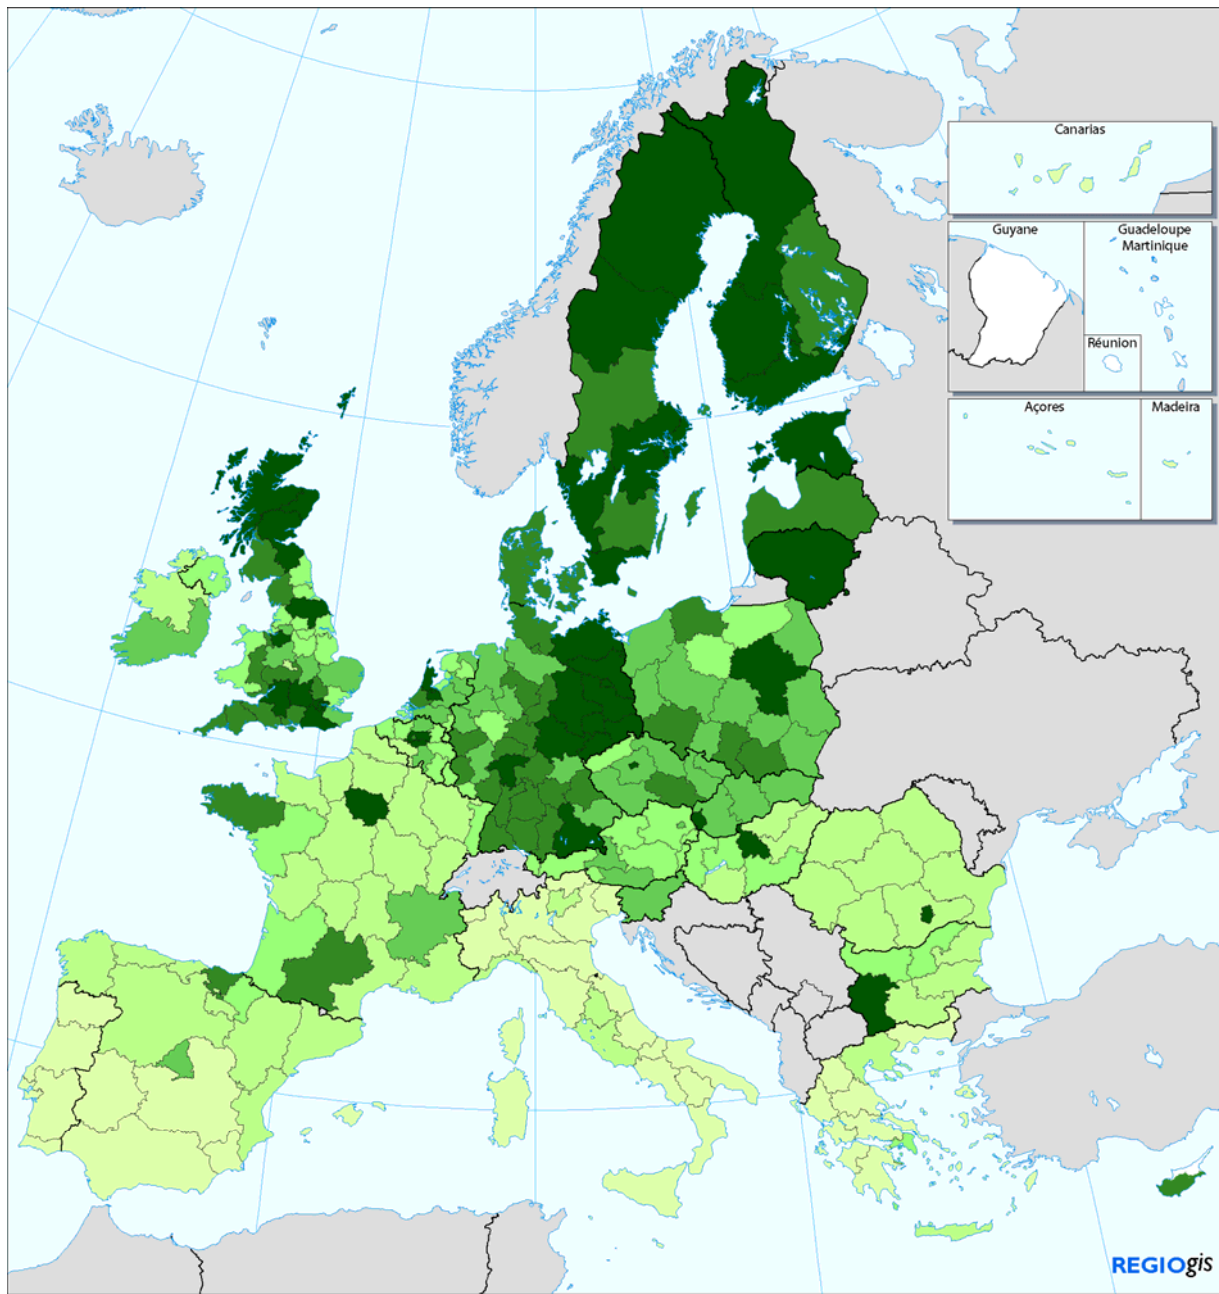 Canarias
Guyane
Guadeloupe
Martinique
Réunion
Açores
Madeira
REGIOgis